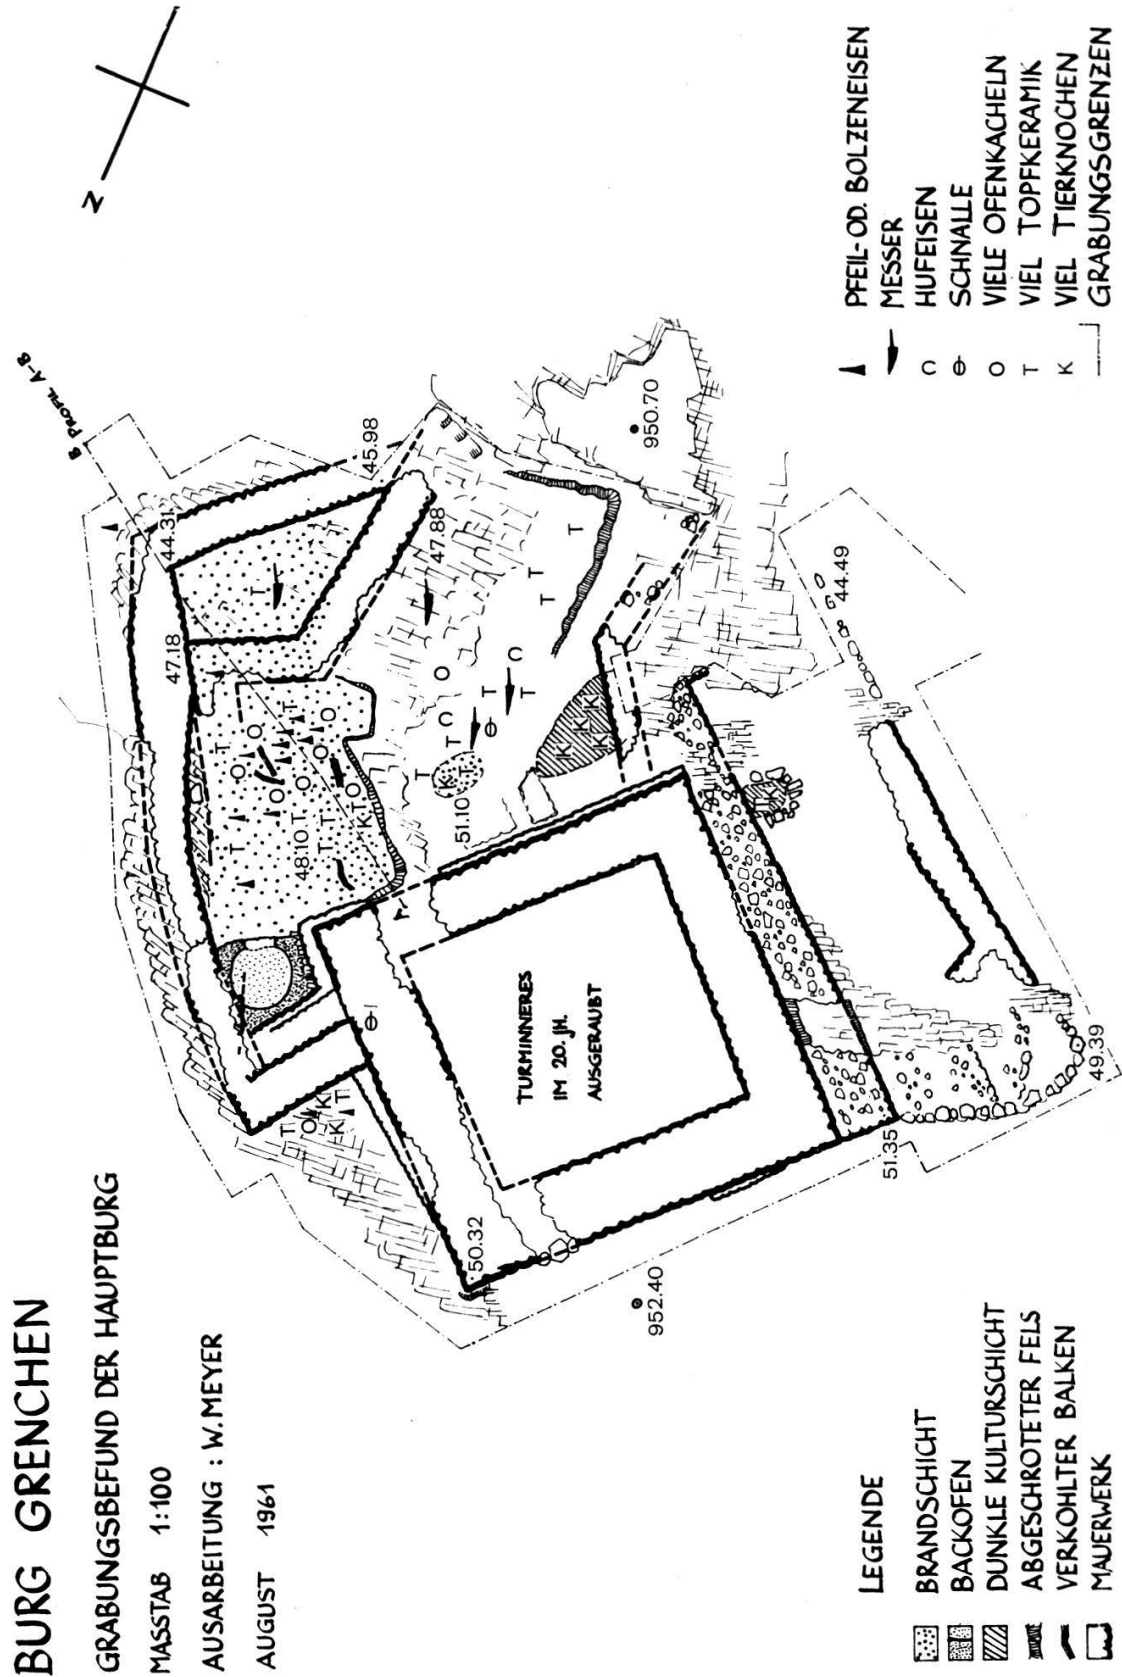 BURG GRENCHEN
GRABUNGSBEFUND DER HAUPTBURG
MASSTAB 1:100
AUSARBEITUNG : W. MEYER
AUGUST 1961
N
B PROFIL A-B
44.31
45.98
47.18
47.88
48.10
51.10
950.70
44.49
TURMINNERES
IM 20. JH.
AUSGERAUBT
50.32
952.40
51.35
49.39
LEGENDE
BRANDSCHICHT
BACKOFEN
DUNKLE KULTURSCHICHT
ABGESCHROTETER FELS
VERKOHLTER BALKEN
MAUERWERK
PFEIL- OD. BOLZENEISEN
MESSER
C HUFEISEN
SCHNALLE
O VIELE OFENKACHELN
T VIEL TOPFKERAMIK
K VIEL TIERKNOCHEN
GRABUNGSGRENZEN